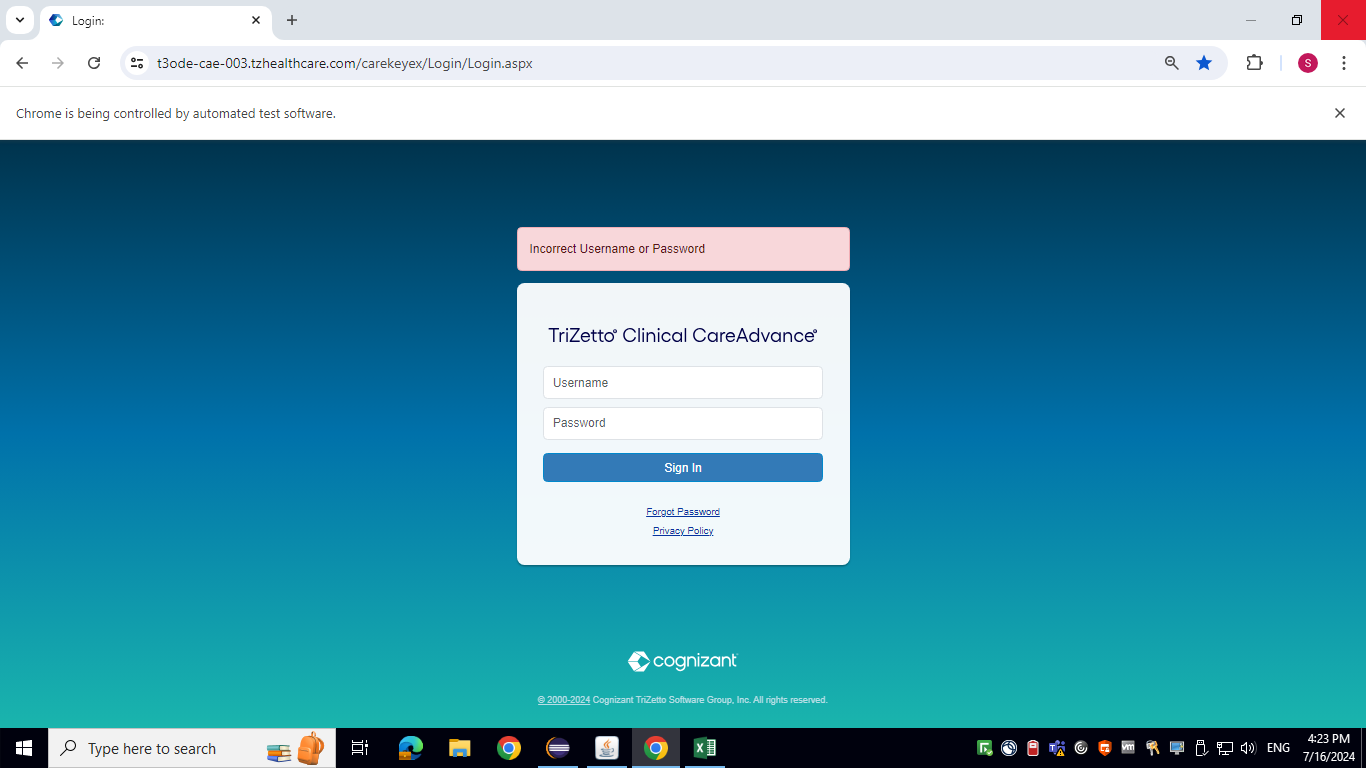 Login:
t3ode-cae-003.tzhealthcare.com/carekeyex/Login/Login.aspx
S
Chrome is being controlled by automated test software.
Incorrect Username or Password
TriZetto® Clinical CareAdvance®
Username
Password
Sign In
Forgot Password
Privacy Policy
cognizant
© 2000-2024 Cognizant TriZetto Software Group, Inc. All rights reserved.
Type here to search
ENG
4:23 PM
7/16/2024